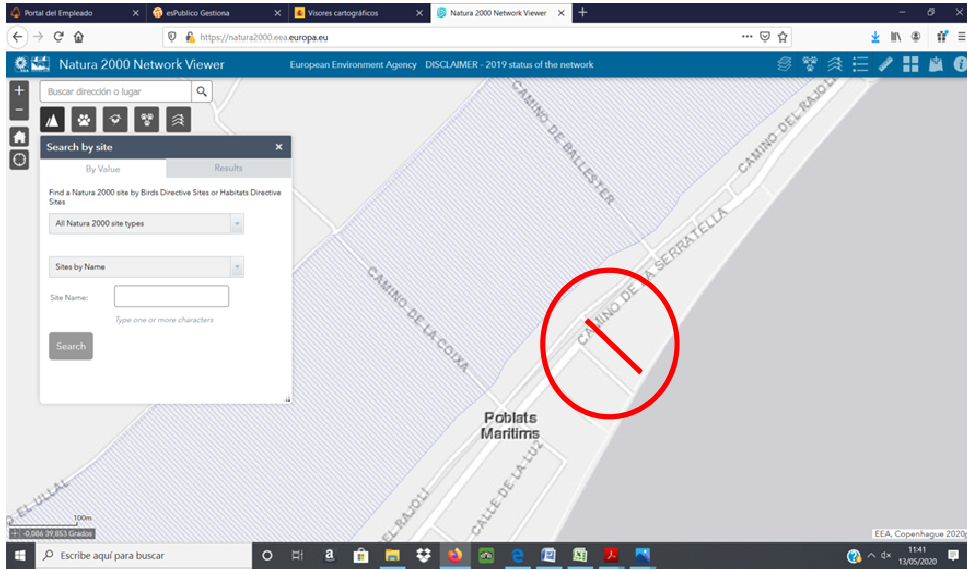 Portal del Empleado
esPublico Gestiona
Visores cartográficos
Natura 2000 Network Viewer
https://natura2000.eea.europa.eu
Natura 2000 Network Viewer
European Environment Agency DISCLAIMER - 2019 status of the network
Buscar dirección o lugar
Search by site
By Value
Results
Find a Natura 2000 site by Birds Directive Sites or Habitats Directive
Sites
All Natura 2000 site types
Sites by Name
Site Name:
Type one or more characters
Search
CAMINO DE BALLESTER
CAMINO DEL RAJOLI
CAMINO DE LA SERRATELLA
CAMINO DE LA COIXA
Poblats
Marítims
CALLE DE LA LUZ
EL RAJOLI
EL ULLAL
100m
-0,066 39,653 Grados
EEA, Copenhague 2020
Escribe aquí para buscar
11:41
13/05/2020